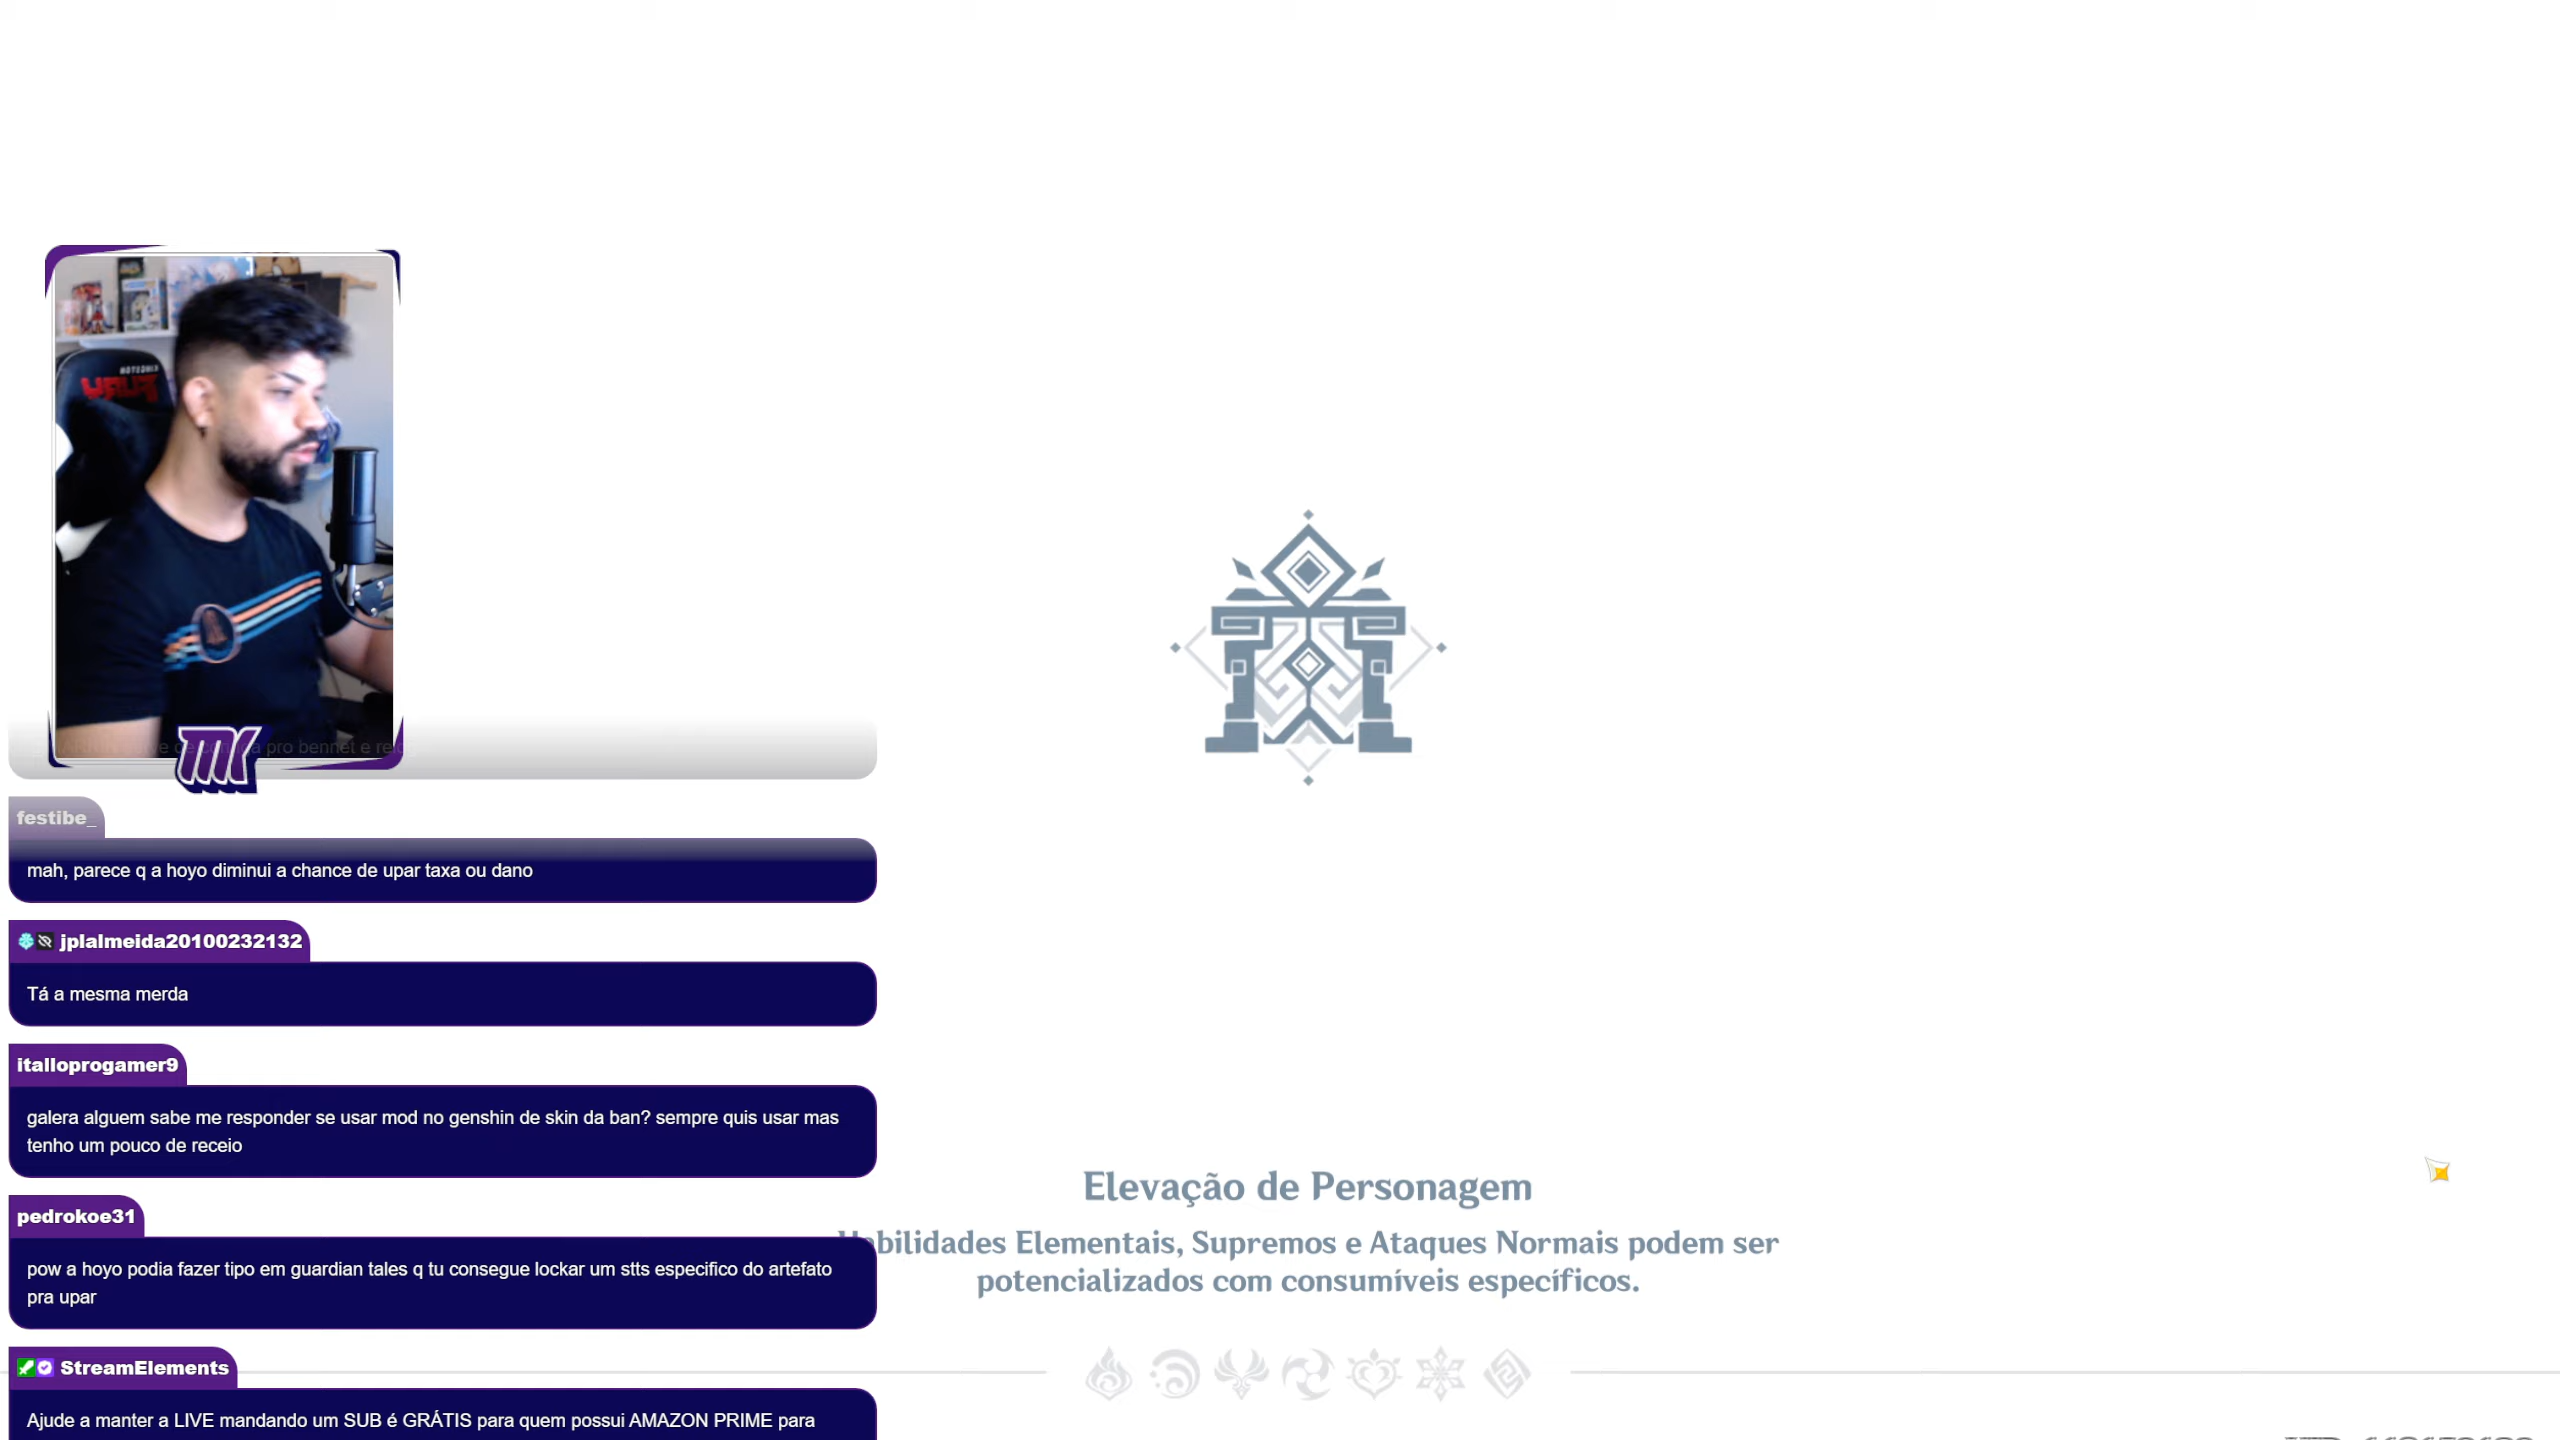 pro bennet e
festibe_
mah, parece q a hoyo diminui a chance de upar taxa ou dano
jplalmeida20100232132
Tá a mesma merda
italloprogamer9
galera alguem sabe me responder se usar mod no genshin de skin da ban? sempre quis usar mas
tenho um pouco de receio
pedrokoe31
pow a hoyo podia fazer tipo em guardian tales q tu consegue lockar um stts especifico do artefato
pra upar
StreamElements
Ajude a manter a LIVE mandando um SUB é GRÁTIS para quem possui AMAZON PRIME para
Elevação de Personagem
Elementais, Supremos e Ataques Normais podem ser
potencializados com consumíveis específicos.